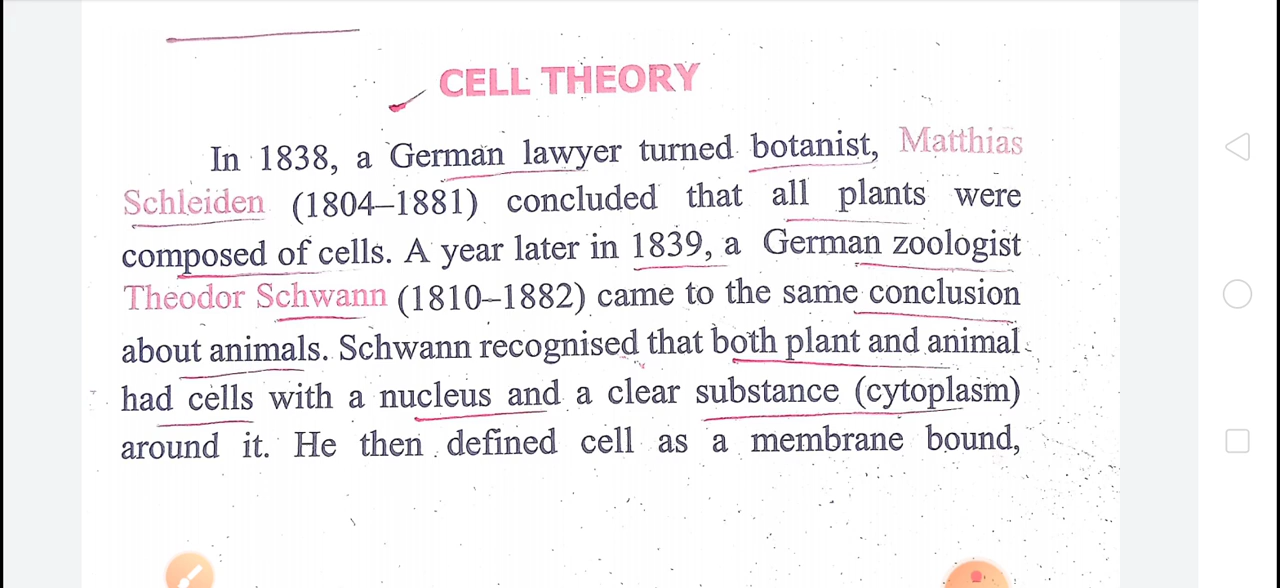 CELL THEORY
In 1838, a German lawyer turned botanist, Matthias
Schleiden (1804–1881) concluded that all plants were
composed of cells. A year later in 1839, a German zoologist
Theodor Schwann (1810–1882) came to the same conclusion
about animals. Schwann recognised that both plant and animal
had cells with a nucleus and a clear substance (cytoplasm)
around it. He then defined cell as a membrane bound,